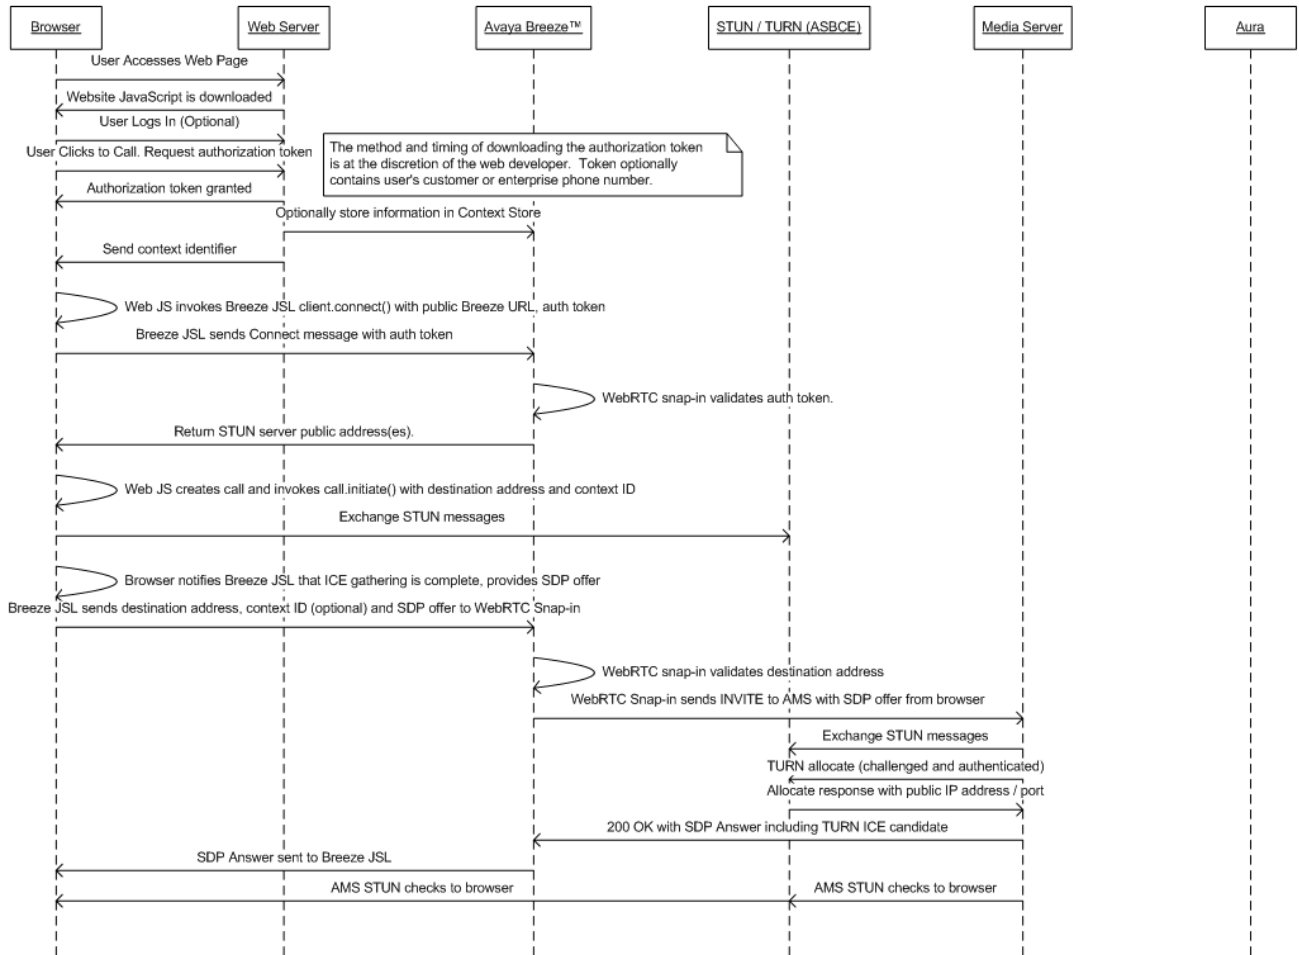 Browser
Web Server
Avaya Breeze™
STUN / TURN (ASBCE)
Media Server
Aura
User Accesses Web Page
Website JavaScript is downloaded
User Logs In (Optional)
User Clicks to Call. Request authorization token
The method and timing of downloading the authorization token
is at the discretion of the web developer. Token optionally
contains user's customer or enterprise phone number.
Authorization token granted
Optionally store information in Context Store
Send context identifier
Web JS invokes Breeze JSL client.connect() with public Breeze URL, auth token
Breeze JSL sends Connect message with auth token
WebRTC snap-in validates auth token.
Return STUN server public address(es).
Web JS creates call and invokes call.initiate() with destination address and context ID
Exchange STUN messages
Browser notifies Breeze JSL that ICE gathering is complete, provides SDP offer
Breeze JSL sends destination address, context ID (optional) and SDP offer to WebRTC Snap-in
WebRTC snap-in validates destination address
WebRTC Snap-in sends INVITE to AMS with SDP offer from browser
Exchange STUN messages
TURN allocate (challenged and authenticated)
Allocate response with public IP address / port
200 OK with SDP Answer including TURN ICE candidate
SDP Answer sent to Breeze JSL
AMS STUN checks to browser
AMS STUN checks to browser